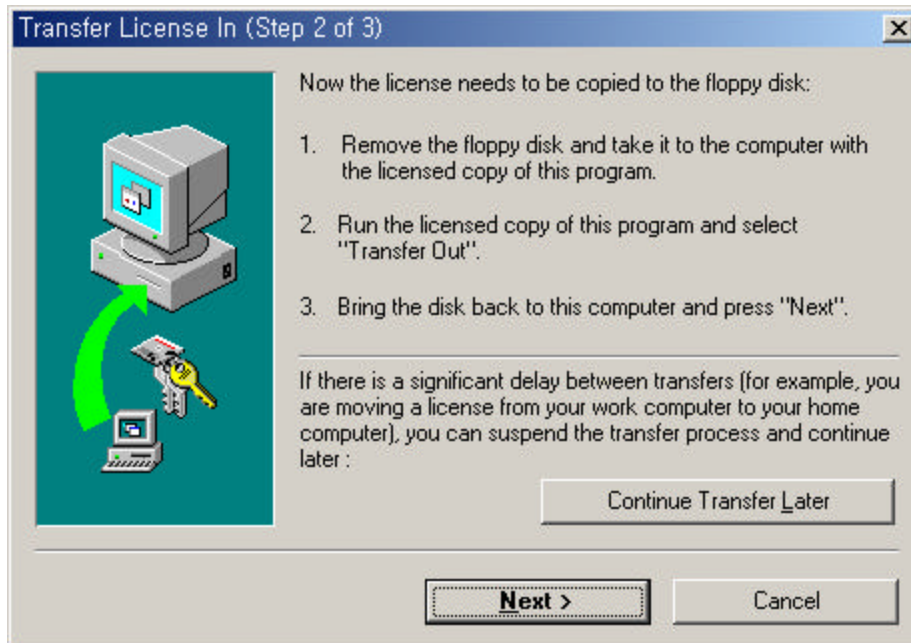 Transfer License In (Step 2 of 3)
Now the license needs to be copied to the floppy disk:
1. Remove the floppy disk and take it to the computer with
the licensed copy of this program.
2. Run the licensed copy of this program and select
"Transfer Out".
3. Bring the disk back to this computer and press "Next".
If there is a significant delay between transfers (for example, you
are moving a license from your work computer to your home
computer), you can suspend the transfer process and continue
later :
Continue Transfer Later
Next >
Cancel